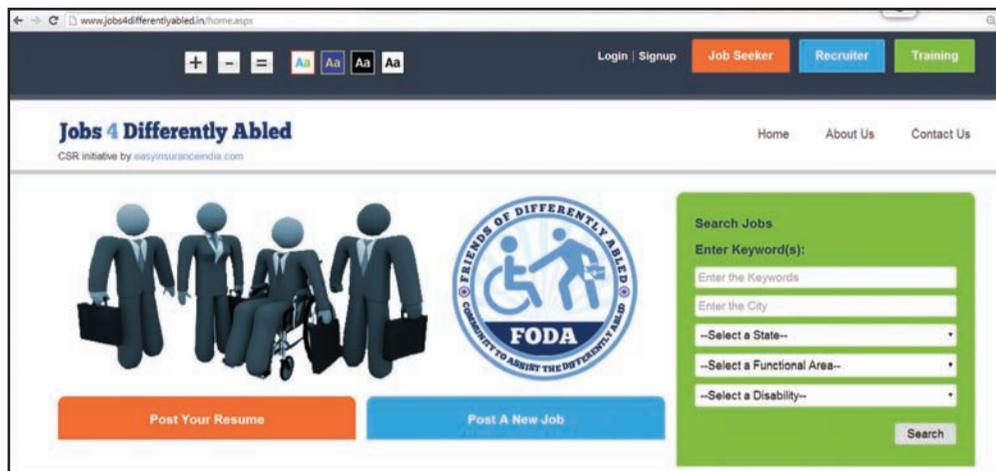 www.jobs4differentlyabled.in/home.aspx
+ - = Aa Aa Aa Aa
Login | Signup
Job Seeker
Recruiter
Training
Jobs 4 Differently Abled
CSR initiative by easyinsuranceindia.com
Home
About Us
Contact Us
FRIENDS OF DIFFERENTLY ABLED
FODA
COMMUNITY TO ASSIST THE DIFFERENTLY ABLED
Post Your Resume
Post A New Job
Search Jobs
Enter Keyword(s):
Enter the Keywords
Enter the City
--Select a State--
--Select a Functional Area--
--Select a Disability--
Search